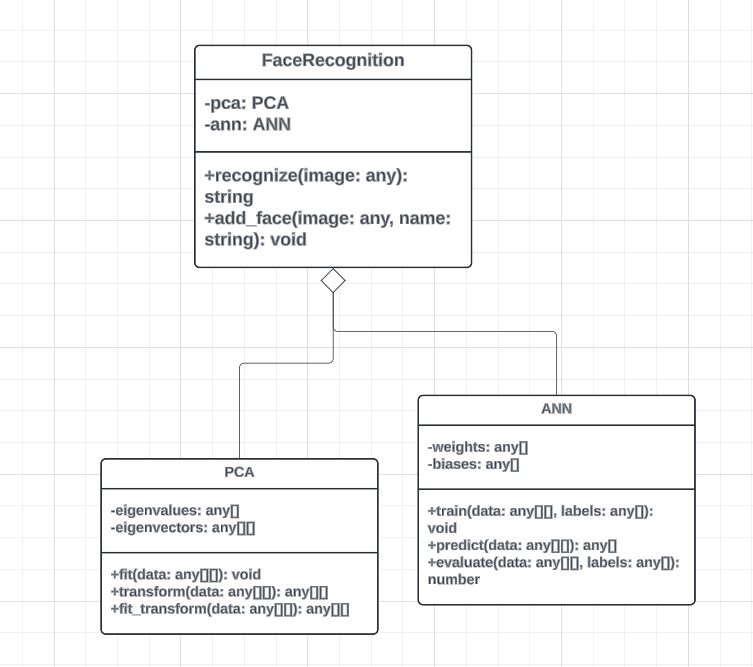 FaceRecognition
-pca: PCA
-ann: ANN
+recognize(image: any):
string
+add_face(image: any, name:
string): void
PCA
-eigenvalues: any[]
-eigenvectors: any[][]
+fit(data: any[][]): void
+transform(data: any[][]): any[][]
+fit_transform(data: any[][]): any[][]
ANN
-weights: any[]
-biases: any[]
+train(data: any[][], labels: any[]):
void
+predict(data: any[][]): any[]
+evaluate(data: any[][], labels: any[]):
number